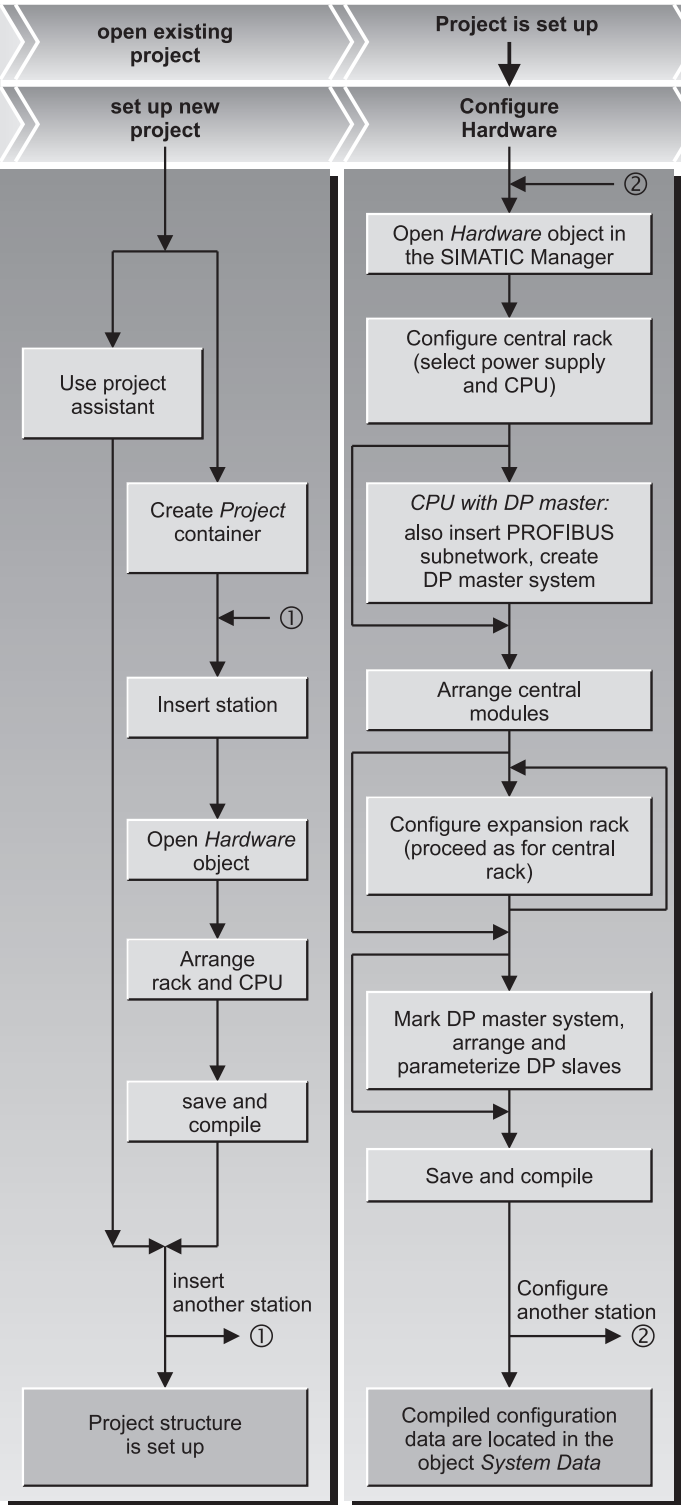 open existing
project
set up new
project
Use project
assistant
Create Project
container
①
Insert station
Open Hardware
object
Arrange
rack and CPU
save and
compile
insert
another station
①
Project structure
is set up
Project is set up
Configure
Hardware
②
Open Hardware object in
the SIMATIC Manager
Configure central rack
(select power supply
and CPU)
CPU with DP master:
also insert PROFIBUS
subnetwork, create
DP master system
Arrange central
modules
Configure expansion rack
(proceed as for central
rack)
Mark DP master system,
arrange and
parameterize DP slaves
Save and compile
Configure
another station
②
Compiled configuration
data are located in the
object System Data